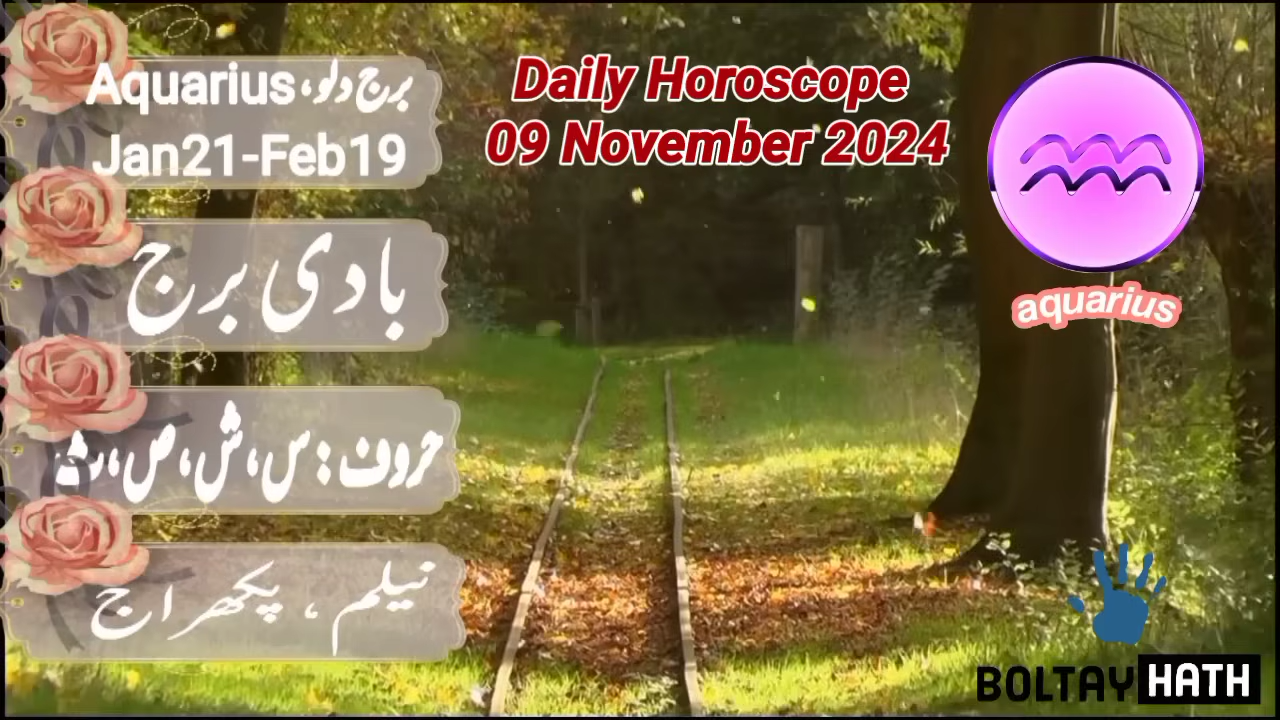 برج دلو، Aquarius
Jan21-Feb19
بادی برج
حروف : س، ش، ص، ث
نیلم ، پکھراج
Daily Horoscope
09 November 2024
aquarius
BOLTAY HATH